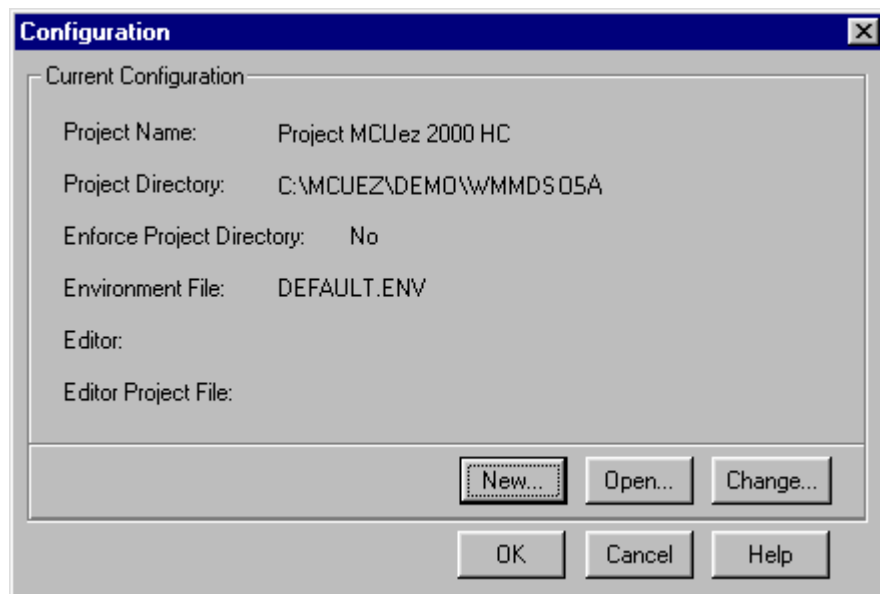 Configuration
Current Configuration
Project Name: Project MCUez 2000 HC
Project Directory: C:\MCUEZ\DEMO\WMMDS05A
Enforce Project Directory: No
Environment File: DEFAULT.ENV
Editor:
Editor Project File:
New... Open... Change...
OK Cancel Help